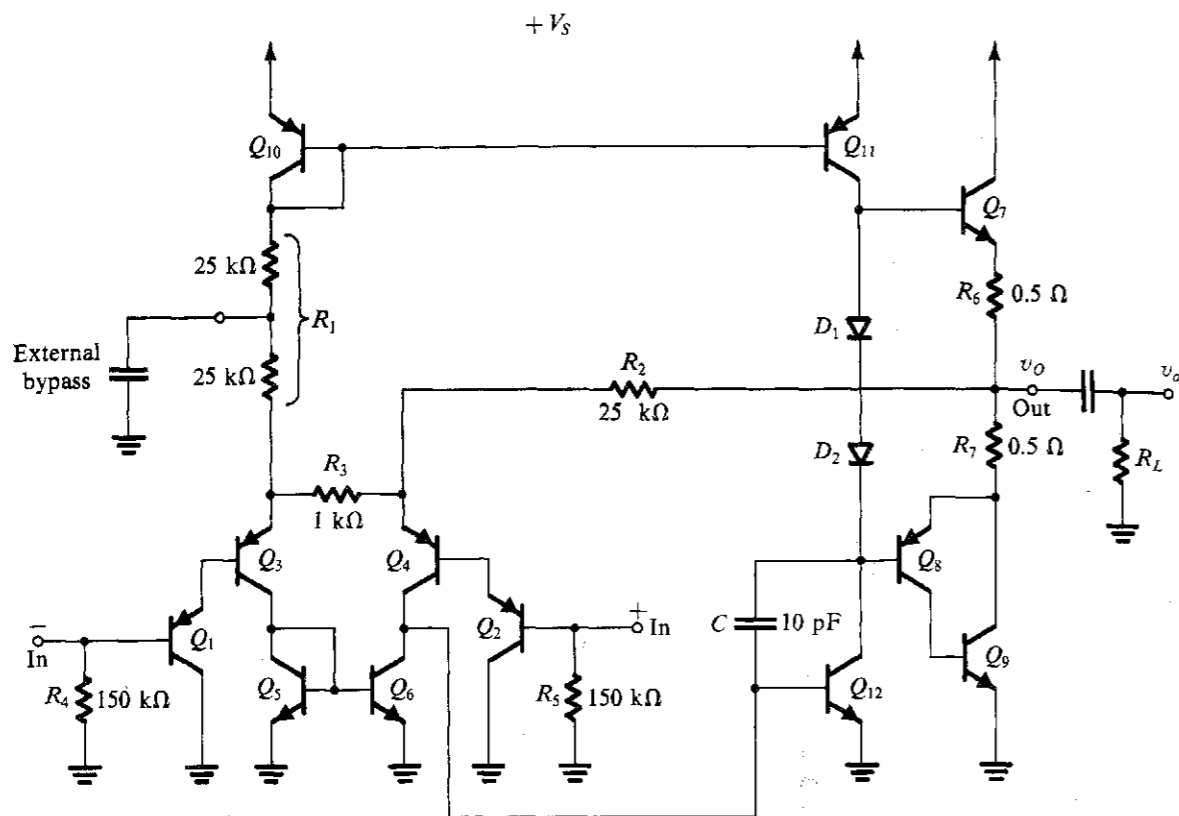 + V_S
Q_10
Q_11
Q_7
25 kΩ
R_6 0.5 Ω
R_1
D_1
External
bypass
25 kΩ
R_2
25 kΩ
v_O
Out
v_o
R_3
1 kΩ
D_2
R_7 0.5 Ω
R_L
Q_3
Q_4
Q_8
−
In
Q_1
Q_2
+
In
C 10 pF
Q_9
R_4 150 kΩ
Q_5
Q_6
R_5 150 kΩ
Q_12